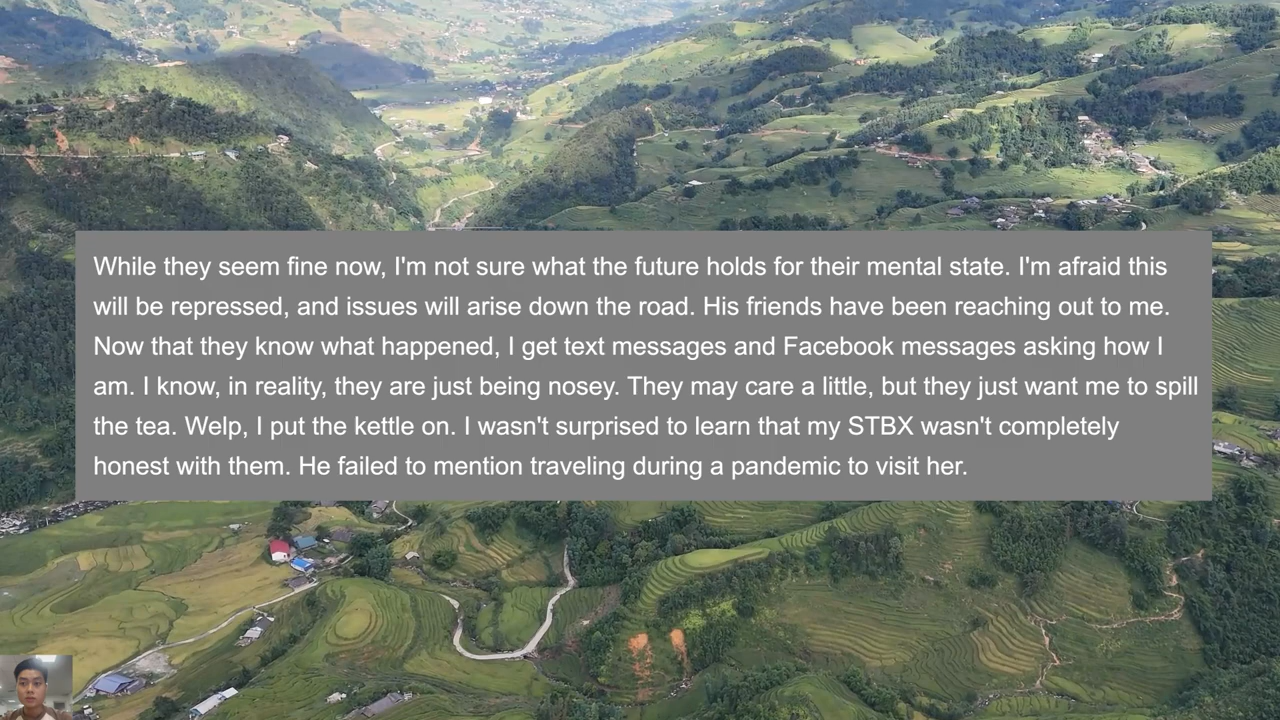 While they seem fine now, I'm not sure what the future holds for their mental state. I'm afraid this
will be repressed, and issues will arise down the road. His friends have been reaching out to me.
Now that they know what happened, I get text messages and Facebook messages asking how I
am. I know, in reality, they are just being nosey. They may care a little, but they just want me to spill
the tea. Welp, I put the kettle on. I wasn't surprised to learn that my STBX wasn't completely
honest with them. He failed to mention traveling during a pandemic to visit her.